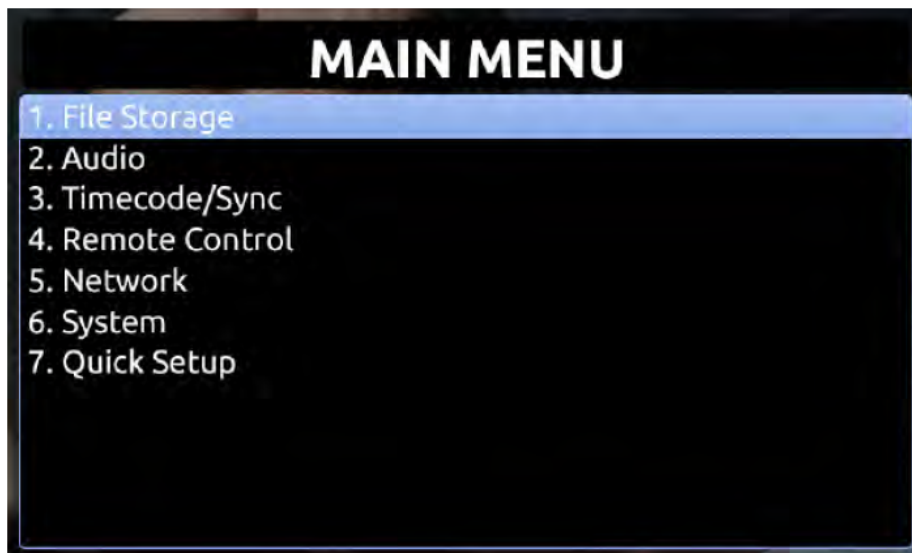 MAIN MENU
1. File Storage
2. Audio
3. Timecode/Sync
4. Remote Control
5. Network
6. System
7. Quick Setup